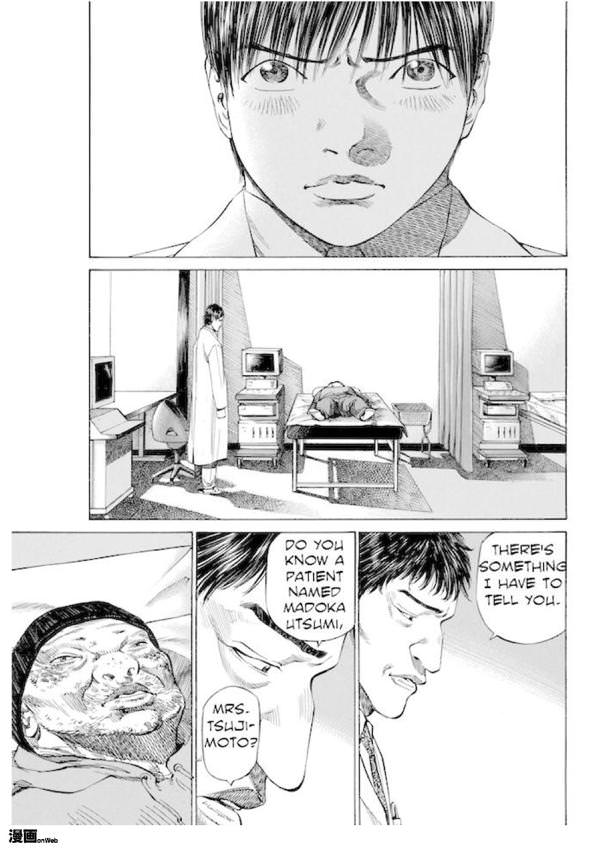 THERE'S
SOMETHING
I HAVE TO
TELL YOU.
DO YOU
KNOW A
PATIENT
NAMED
MADOKA
UTSUMI,
MRS.
TSUJI-
MOTO?
漫画onWeb